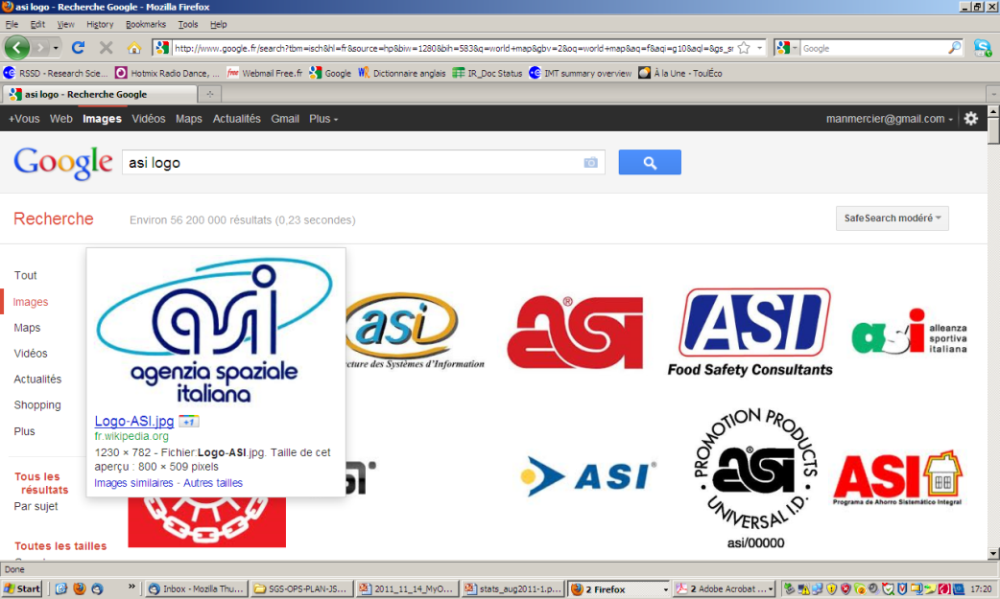 asi logo - Recherche Google - Mozilla Firefox
File Edit View History Bookmarks Tools Help
http://www.google.fr/search?tbm=isch&hl=fr&source=hp&biw=1280&bih=583&q=world+map&gbv=2&oq=world+map&aq=f&aqi=g10&aql=&gs_sr
Google
RSSD - Research Scie... Hotmix Radio Dance, ... free Webmail Free.fr Google Dictionnaire anglais IR_Doc Status IMT summary overview À la Une - ToulÉco
asi logo - Recherche Google
+Vous Web Images Vidéos Maps Actualités Gmail Plus
manmercier@gmail.com
Google
asi logo
Recherche
Environ 56 200 000 résultats (0,23 secondes)
SafeSearch modéré
Tout
Images
Maps
Vidéos
Actualités
Shopping
Plus
Tous les
résultats
Par sujet
Toutes les tailles
asi
agenzia spaziale
italiana
Logo-ASI.jpg +1
fr.wikipedia.org
1230 × 782 - Fichier:Logo-ASI.jpg. Taille de cet
aperçu : 800 × 509 pixels
Images similaires - Autres tailles
asi
cture des Systèmes d'Information
asi ®
ASI
Food Safety Consultants
asi
alleanza
sportiva
italiana
ASI
PROMOTION PRODUCTS
asi
UNIVERSAL I.D.
asi/00000
ASI
Programa de Ahorro Sistemático Integral
Done
Start
Inbox - Mozilla Thu... SGS-OPS-PLAN-JS... 2011_11_14_MyO... stats_aug2011-1.p... 2 Firefox 2 Adobe Acrobat ...
17:20